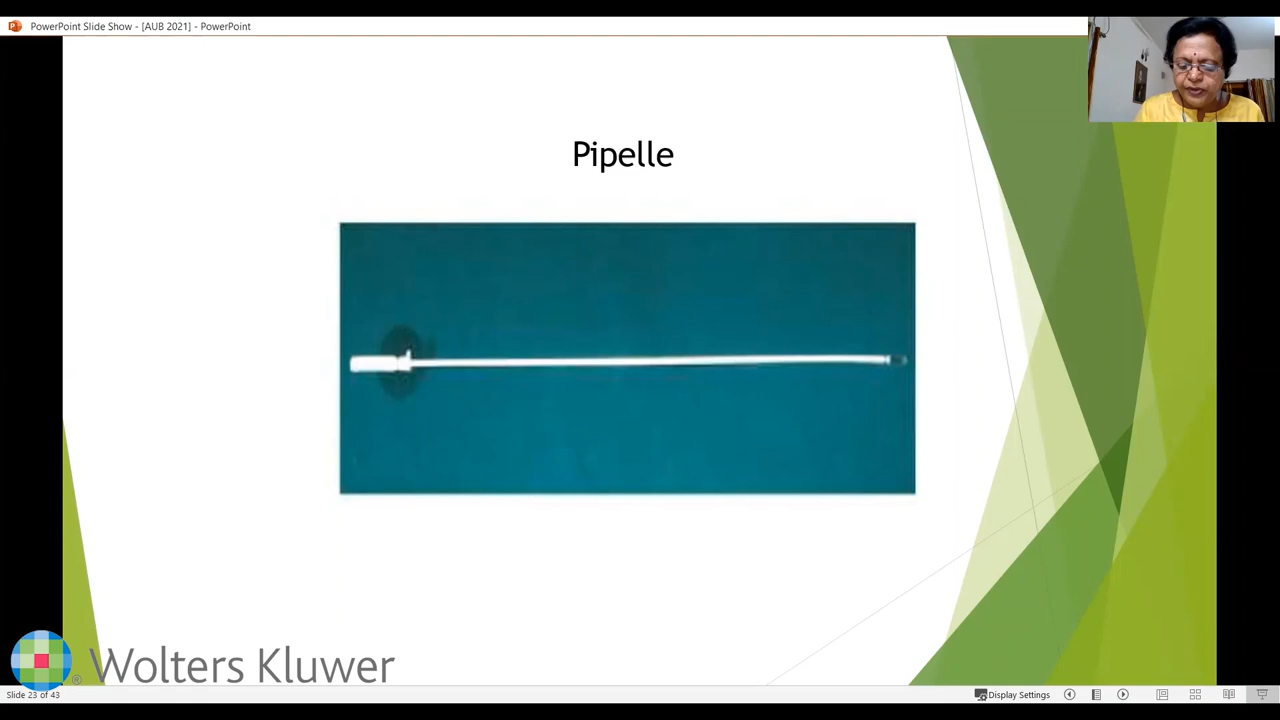 PowerPoint Slide Show - [AUB 2021] - PowerPoint
Pipelle
Wolters Kluwer
®
Slide 23 of 43
Display Settings